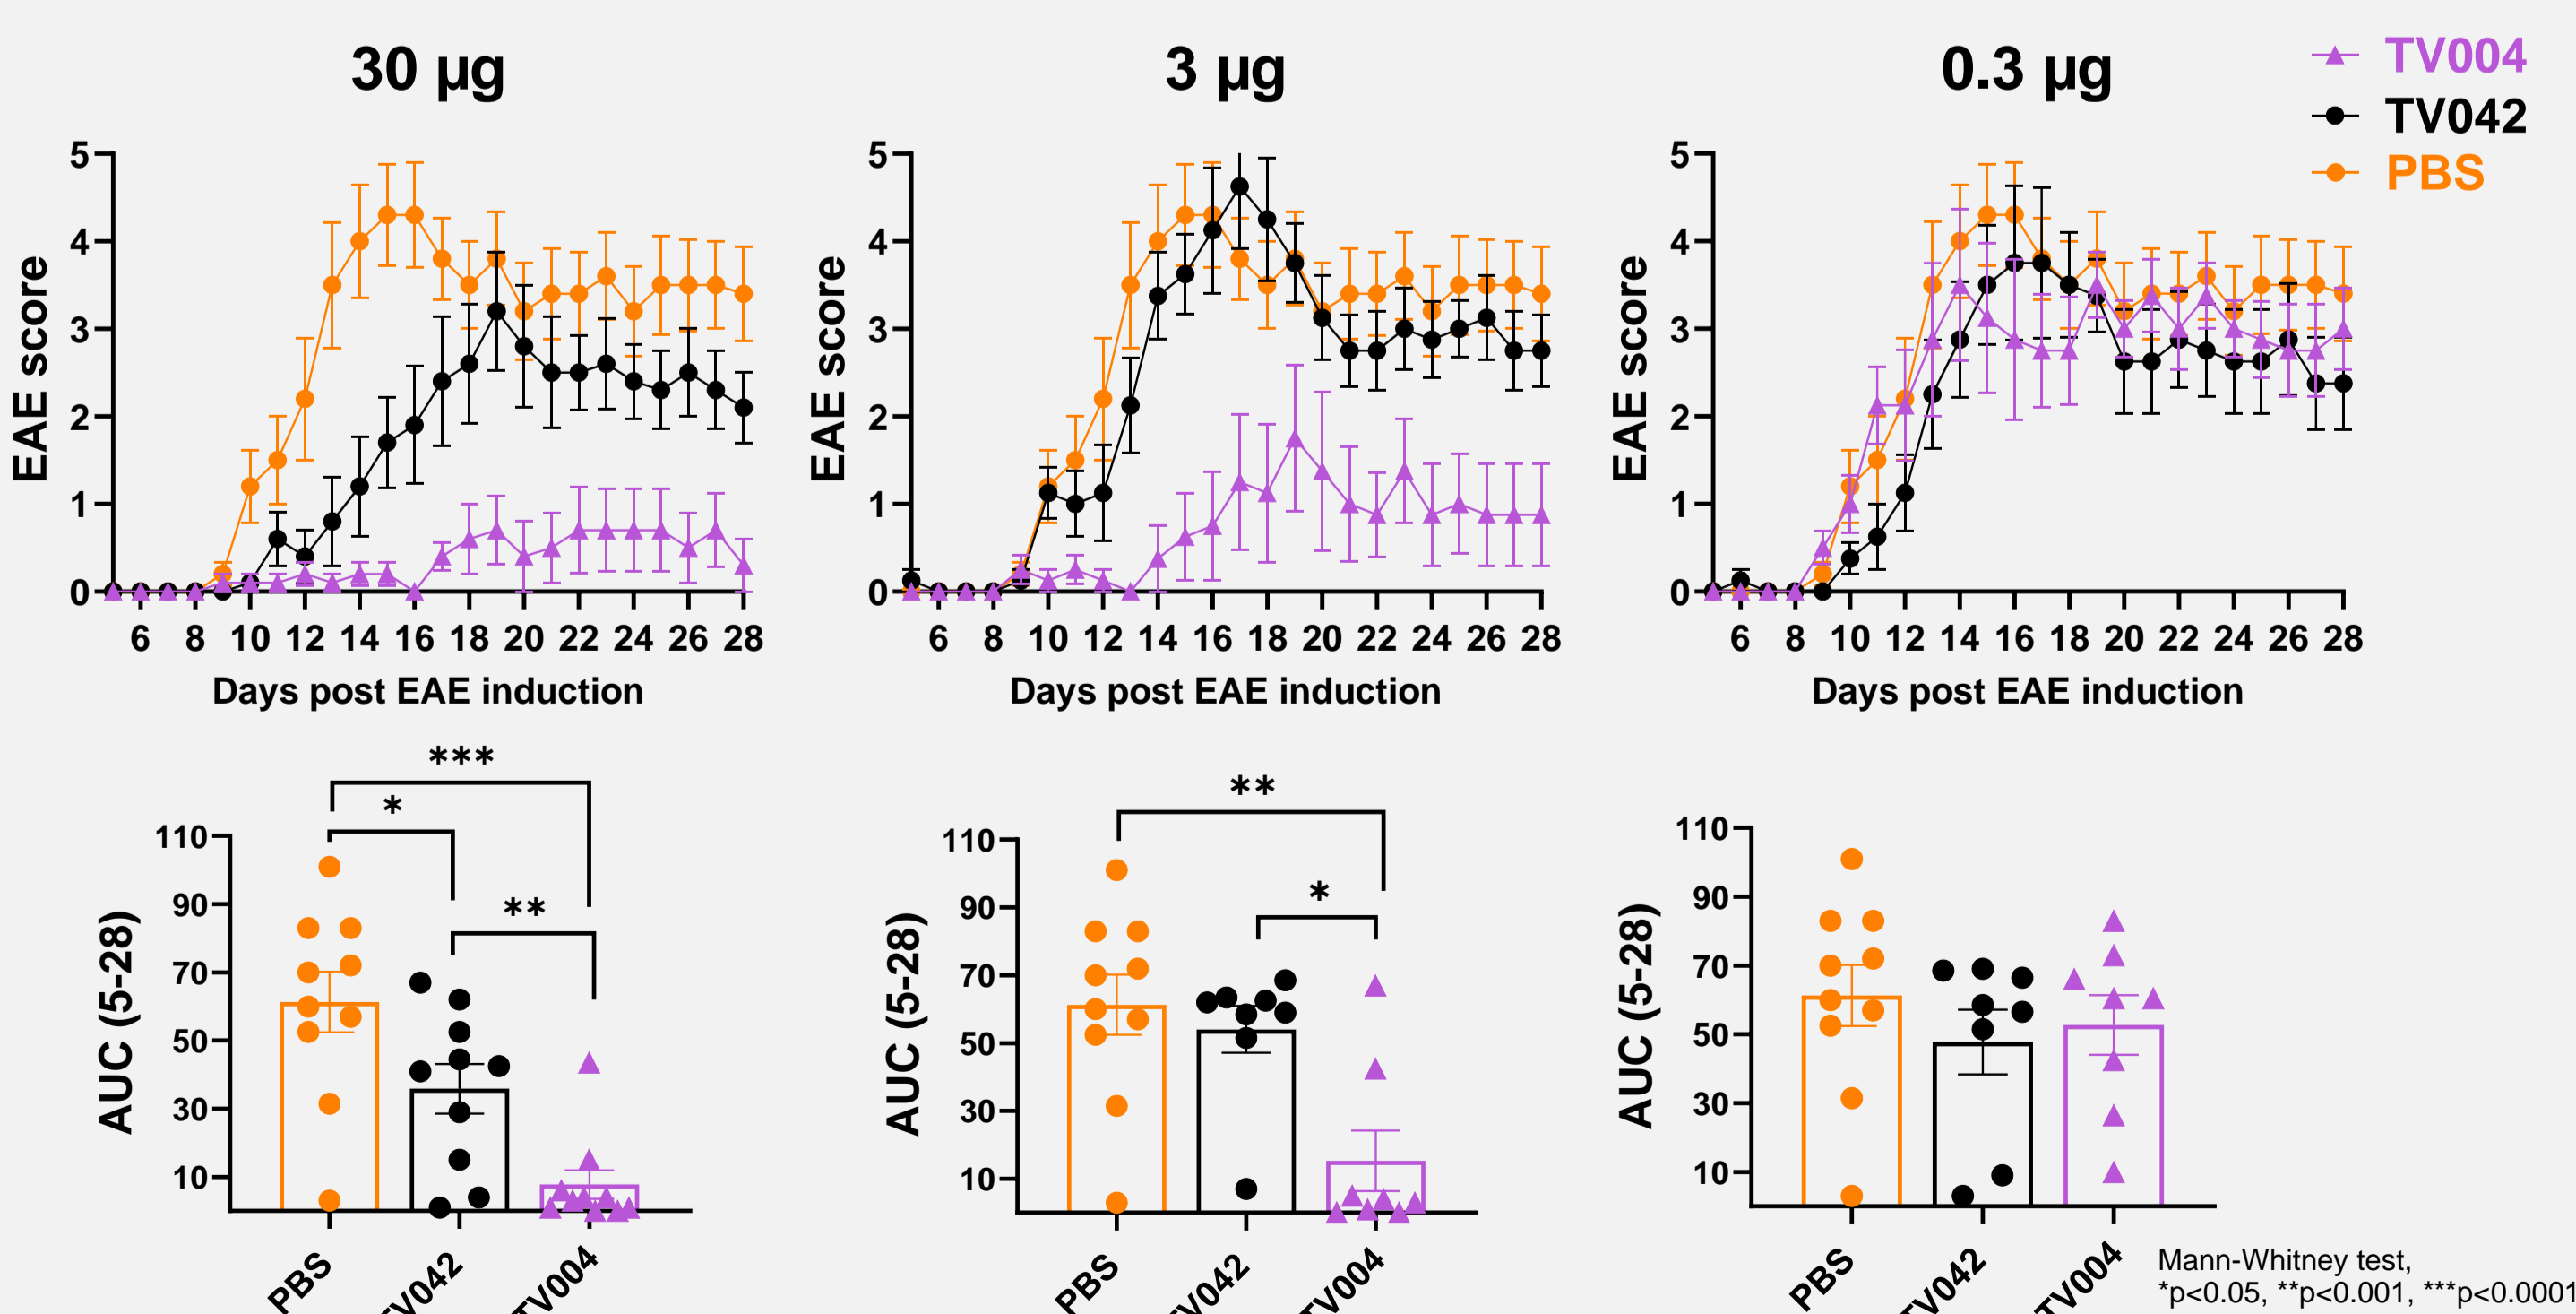 30 µg
3 µg
0.3 µg
TV004
TV042
PBS
EAE score
5
4
3
2
1
0
6 8 10 12 14 16 18 20 22 24 26 28
Days post EAE induction
EAE score
5
4
3
2
1
0
6 8 10 12 14 16 18 20 22 24 26 28
Days post EAE induction
EAE score
5
4
3
2
1
0
6 8 10 12 14 16 18 20 22 24 26 28
Days post EAE induction
***
*
**
AUC (5-28)
110
90
70
50
30
10
PBS
TV042
TV004
**
*
AUC (5-28)
110
90
70
50
30
10
PBS
TV042
TV004
AUC (5-28)
110
90
70
50
30
10
PBS
TV042
TV004
Mann-Whitney test,
*p<0.05, **p<0.001, ***p<0.0001